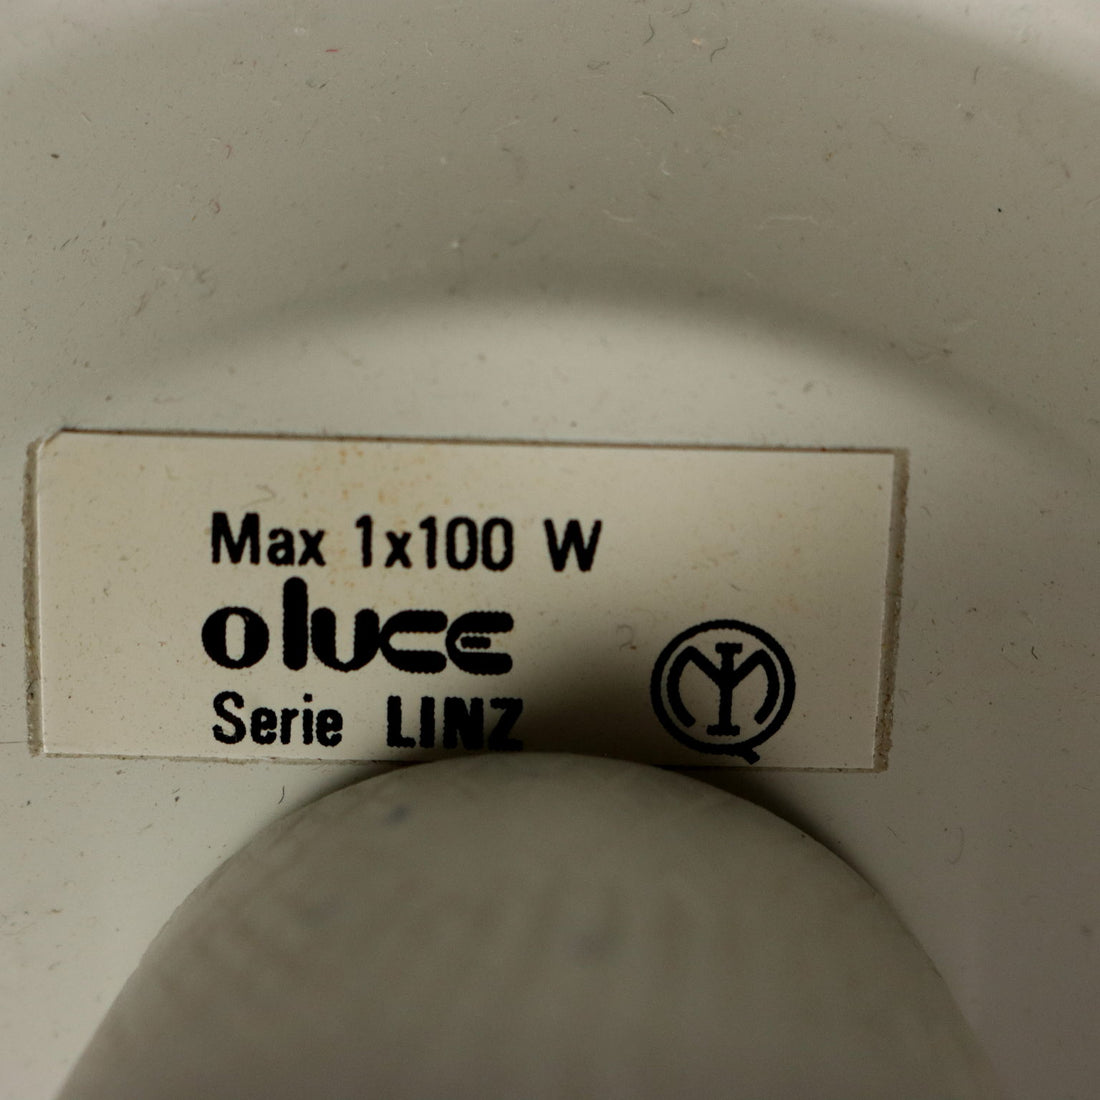 Max 1x100 W
oluce
Serie LINZ